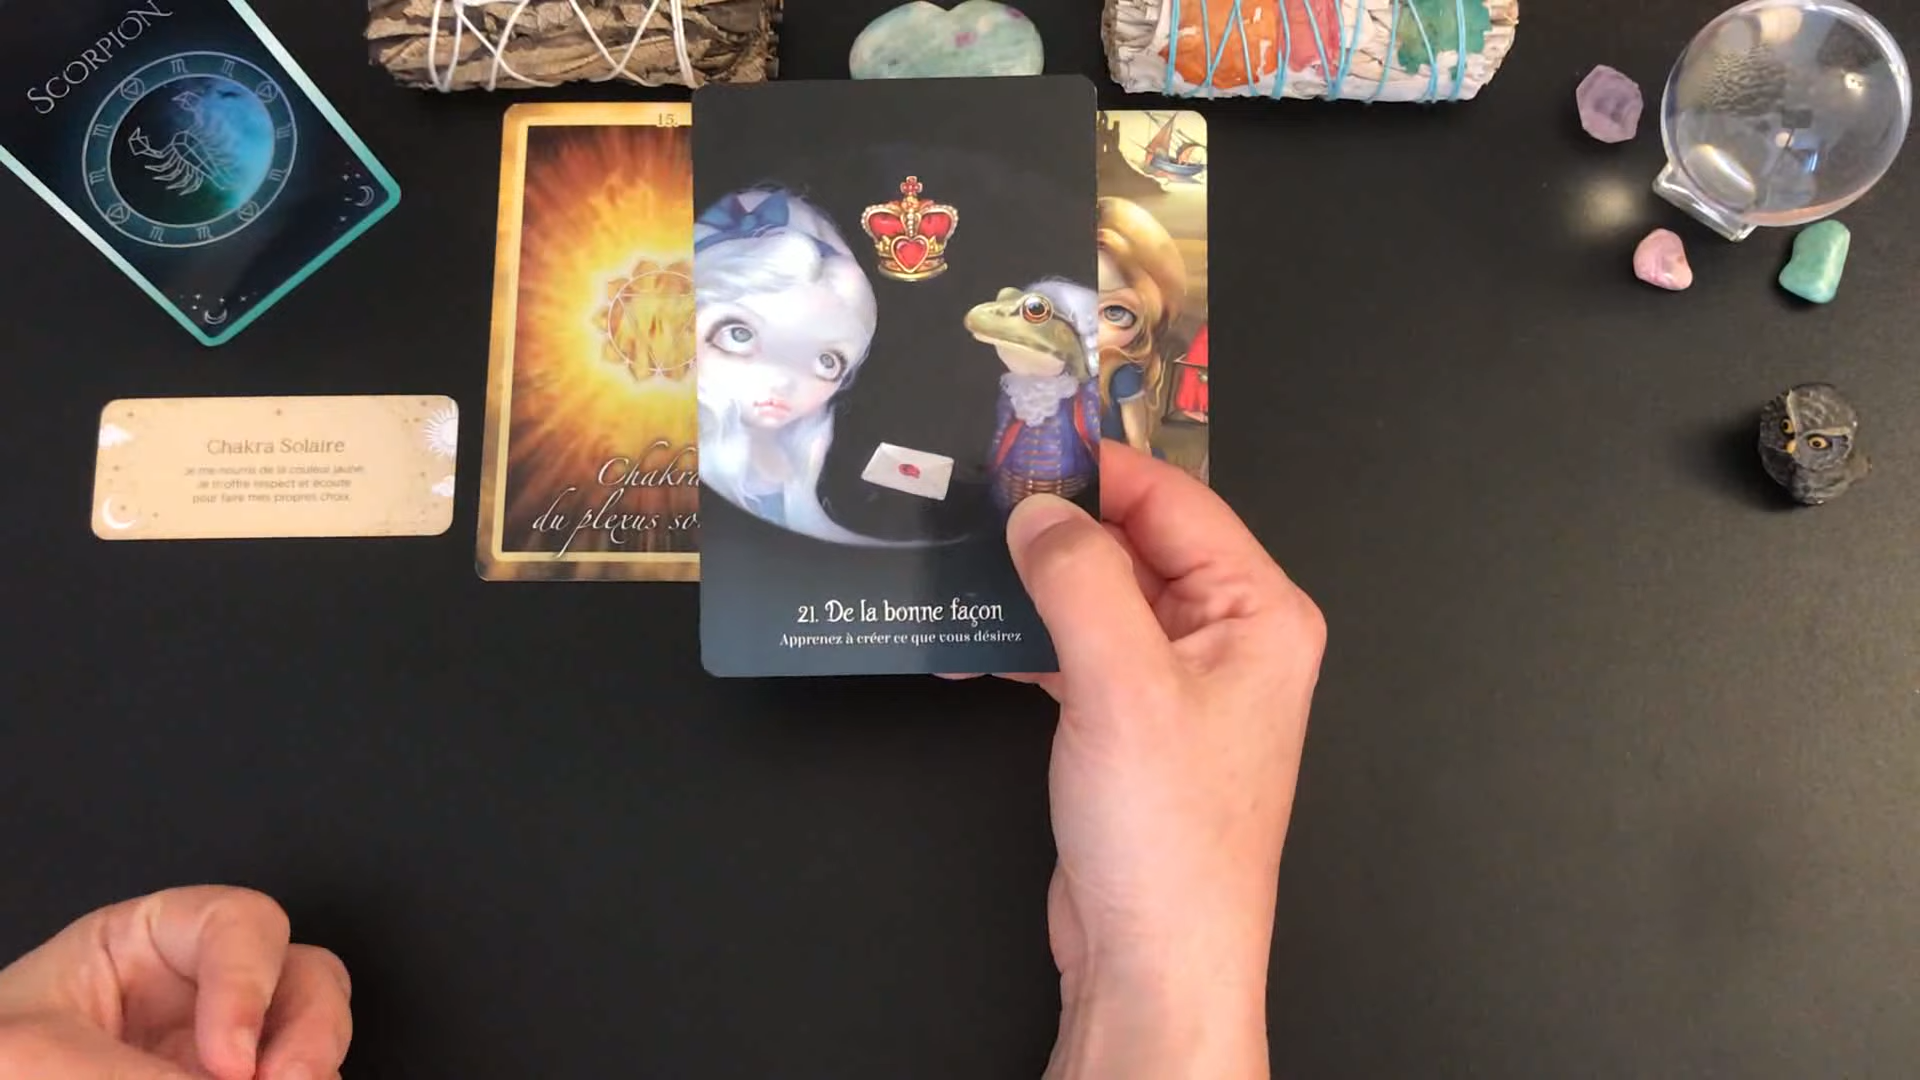 SCORPION
Chakra Solaire
Je me nourris de la couleur jaune
Je m'offre respect et écoute
pour faire mes propres choix.
15.
Chakra
du plexus so
21. De la bonne façon
Apprenez à créer ce que vous désirez